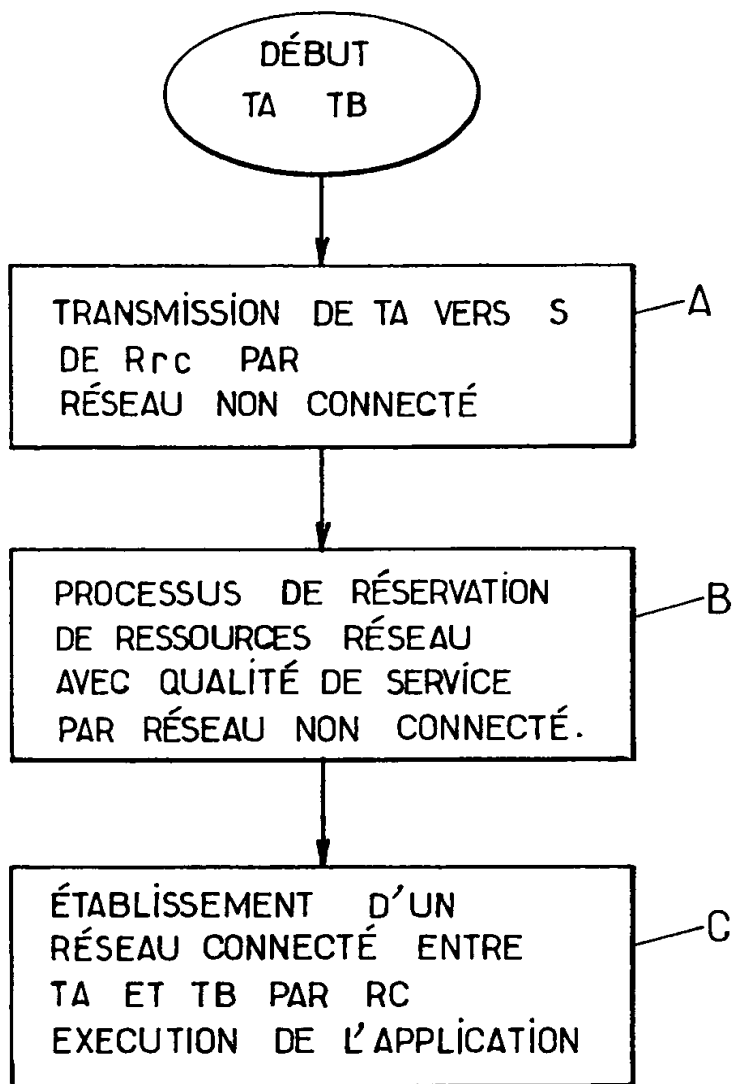 DÉBUT
TA TB
TRANSMISSION DE TA VERS S
DE Rrc PAR
RÉSEAU NON CONNECTÉ
A
PROCESSUS DE RÉSERVATION
DE RESSOURCES RÉSEAU
AVEC QUALITÉ DE SERVICE
PAR RÉSEAU NON CONNECTÉ.
B
ÉTABLISSEMENT D'UN
RÉSEAU CONNECTÉ ENTRE
TA ET TB PAR RC
EXECUTION DE L'APPLICATION
C